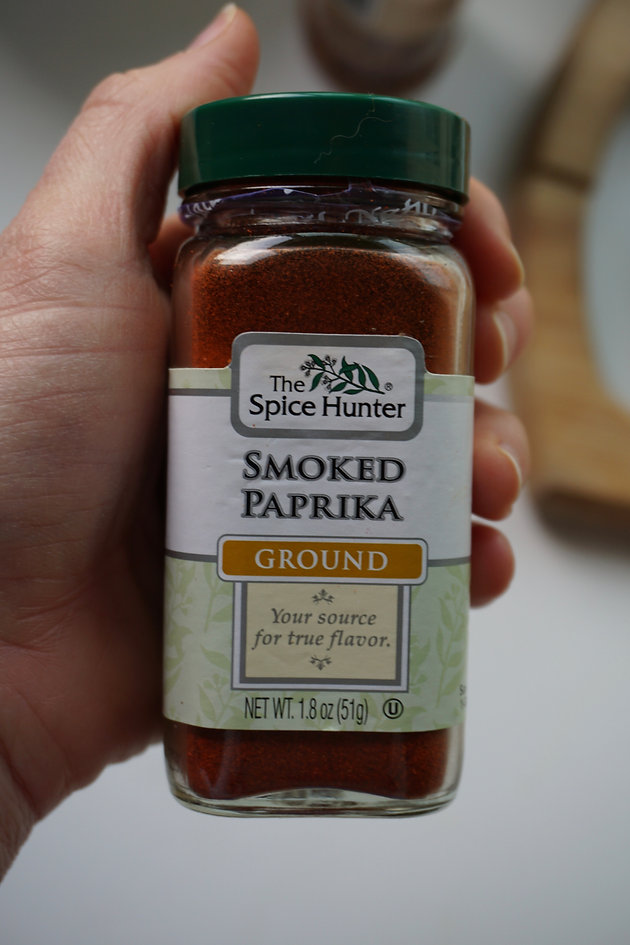 The
Spice Hunter®
SMOKED
PAPRIKA
GROUND
Your source
for true flavor.
NET WT. 1.8 oz (51g) Ⓤ